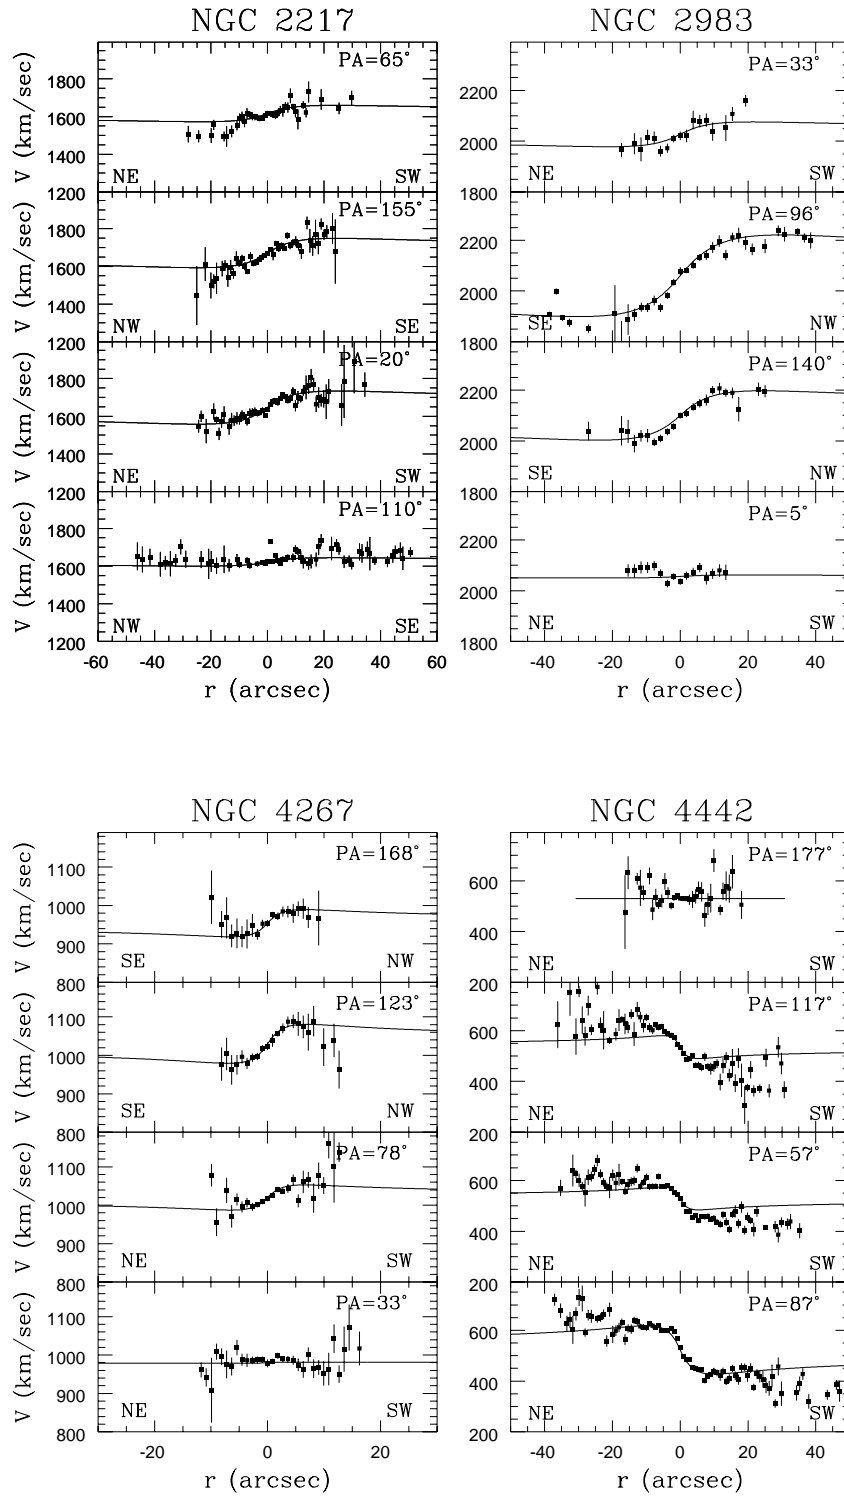 NGC 2217
NGC 2983
V (km/sec)
1800
1600
1400
1200
PA=65°
NE
SW
V (km/sec)
1800
1600
1400
1200
PA=155°
NW
SE
V (km/sec)
1800
1600
1400
1200
PA=20°
NE
SW
V (km/sec)
1800
1600
1400
1200
PA=110°
NW
SE
-60 -40 -20 0 20 40 60
r (arcsec)
2200
2000
1800
PA=33°
NE
SW
2200
2000
1800
PA=96°
SE
NW
2200
2000
1800
PA=140°
SE
NW
2200
2000
1800
PA=5°
NE
SW
-40 -20 0 20 40
r (arcsec)
NGC 4267
NGC 4442
V (km/sec)
1100
1000
900
800
PA=168°
SE
NW
V (km/sec)
1100
1000
900
800
PA=123°
SE
NW
V (km/sec)
1100
1000
900
800
PA=78°
NE
SW
V (km/sec)
1100
1000
900
800
PA=33°
NE
SW
-20 0 20
r (arcsec)
600
400
200
PA=177°
NE
SW
600
400
200
PA=117°
NE
SW
600
400
200
PA=57°
NE
SW
600
400
200
PA=87°
NE
SW
-40 -20 0 20 40
r (arcsec)